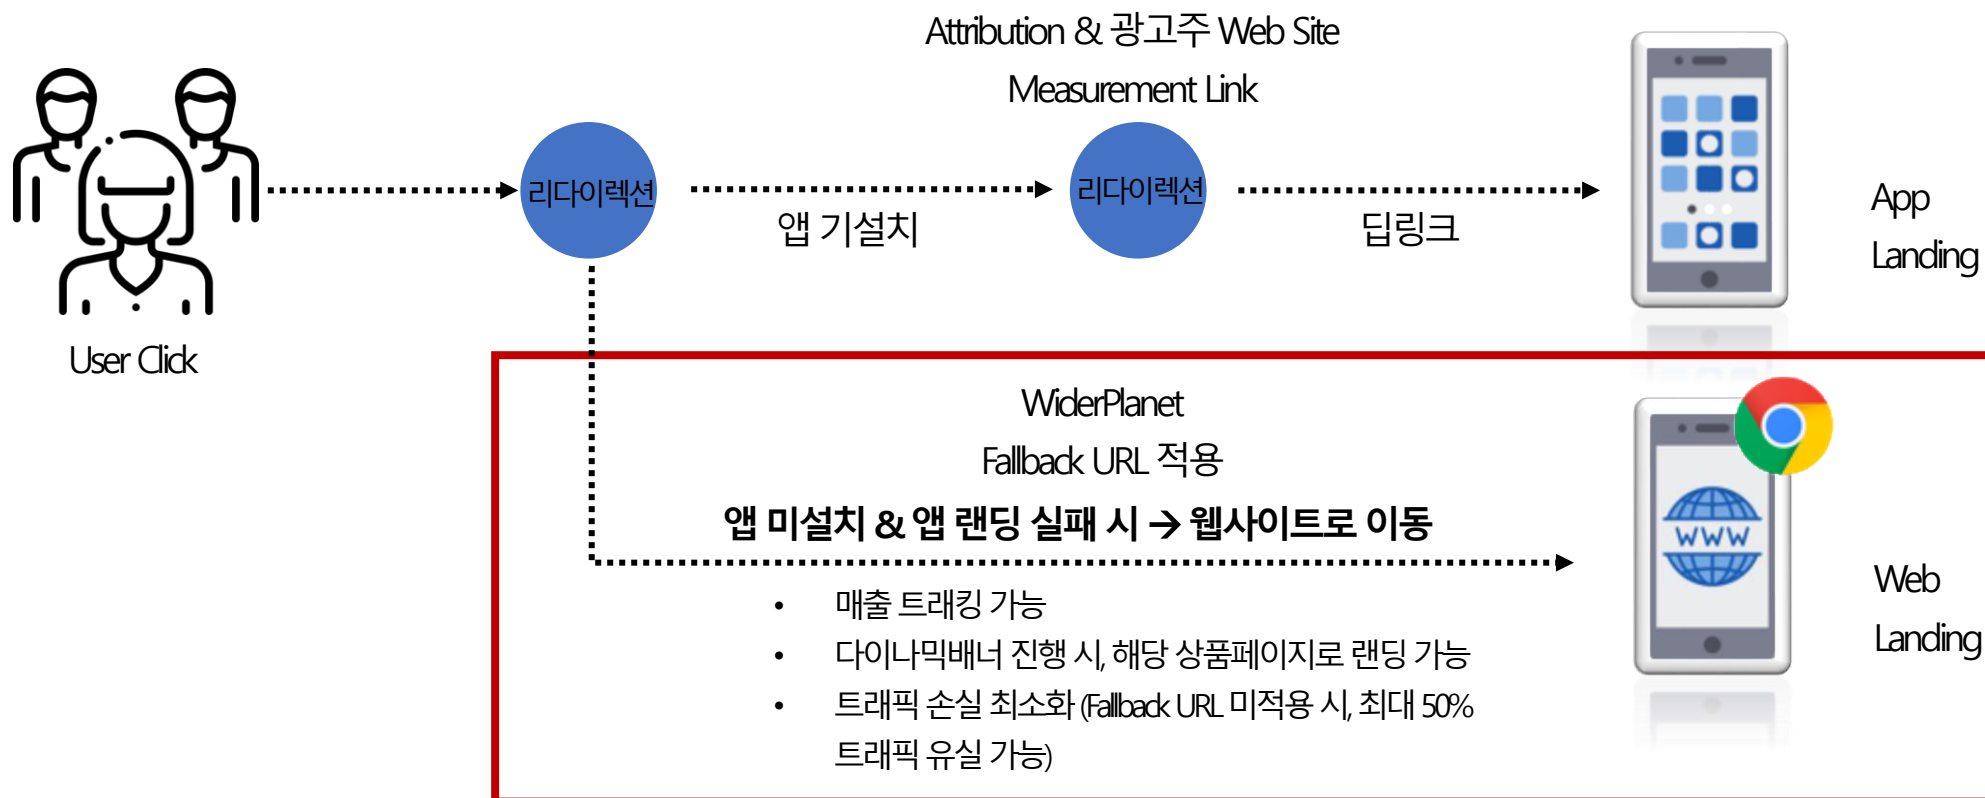 Attribution & 광고주 Web Site
Measurement Link
리다이렉션
리다이렉션
앱 기설치
딥링크
App
Landing
User Click
WiderPlanet
Fallback URL 적용
앱 미설치 & 앱 랜딩 실패 시 → 웹사이트로 이동
WWW
Web
Landing
• 매출 트래킹 가능
• 다이나믹배너 진행 시, 해당 상품페이지로 랜딩 가능
• 트래픽 손실 최소화 (Fallback URL 미적용 시, 최대 50%
트래픽 유실 가능)